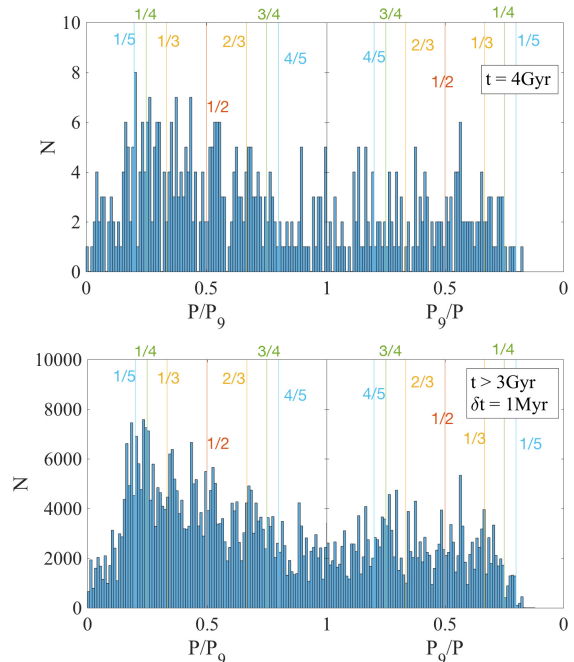 1/4 3/4 3/4 1/4
1/5 1/3 2/3 4/5 4/5 2/3 1/3 1/5
1/2 1/2
t = 4Gyr
10
8
6
4
2
0
N
0 0.5 1 0.5 0
P/P₉ P₉/P
1/4 3/4 3/4 1/4
1/5 1/3 2/3 4/5 4/5 2/3 1/3 1/5
1/2 1/2
t > 3Gyr
δt = 1Myr
10000
8000
6000
4000
2000
0
N
0 0.5 1 0.5 0
P/P₉ P₉/P